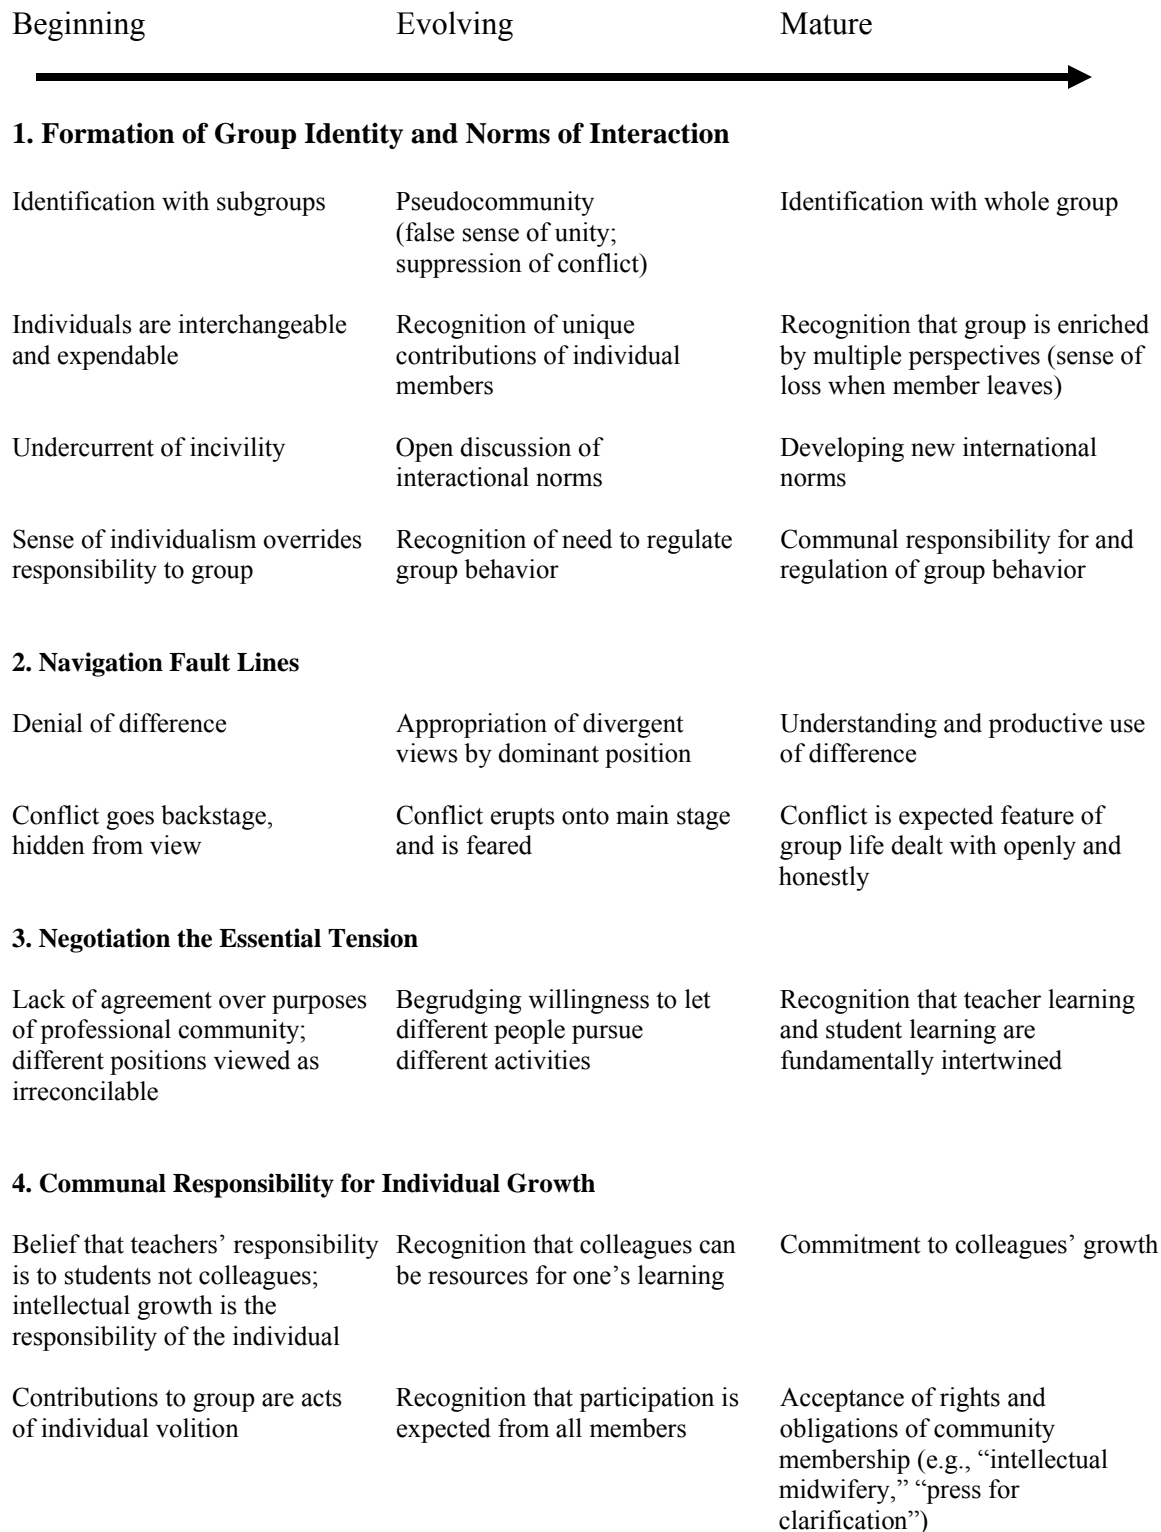 Beginning Evolving Mature
1. Formation of Group Identity and Norms of Interaction
Identification with subgroups
Pseudocommunity
(false sense of unity;
suppression of conflict)
Identification with whole group
Individuals are interchangeable
and expendable
Recognition of unique
contributions of individual
members
Recognition that group is enriched
by multiple perspectives (sense of
loss when member leaves)
Undercurrent of incivility
Open discussion of
interactional norms
Developing new international
norms
Sense of individualism overrides
responsibility to group
Recognition of need to regulate
group behavior
Communal responsibility for and
regulation of group behavior
2. Navigation Fault Lines
Denial of difference
Appropriation of divergent
views by dominant position
Understanding and productive use
of difference
Conflict goes backstage,
hidden from view
Conflict erupts onto main stage
and is feared
Conflict is expected feature of
group life dealt with openly and
honestly
3. Negotiation the Essential Tension
Lack of agreement over purposes
of professional community;
different positions viewed as
irreconcilable
Begrudging willingness to let
different people pursue
different activities
Recognition that teacher learning
and student learning are
fundamentally intertwined
4. Communal Responsibility for Individual Growth
Belief that teachers’ responsibility
is to students not colleagues;
intellectual growth is the
responsibility of the individual
Recognition that colleagues can
be resources for one’s learning
Commitment to colleagues’ growth
Contributions to group are acts
of individual volition
Recognition that participation is
expected from all members
Acceptance of rights and
obligations of community
membership (e.g., “intellectual
midwifery,” “press for
clarification”)